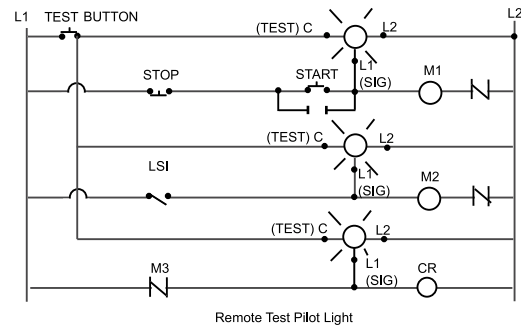 L1 TEST BUTTON (TEST) C L2 L2
STOP START L1 M1
(SIG)
(TEST) C L2
LSI L1 M2
(SIG)
(TEST) C L2
M3 L1 CR
(SIG)
Remote Test Pilot Light